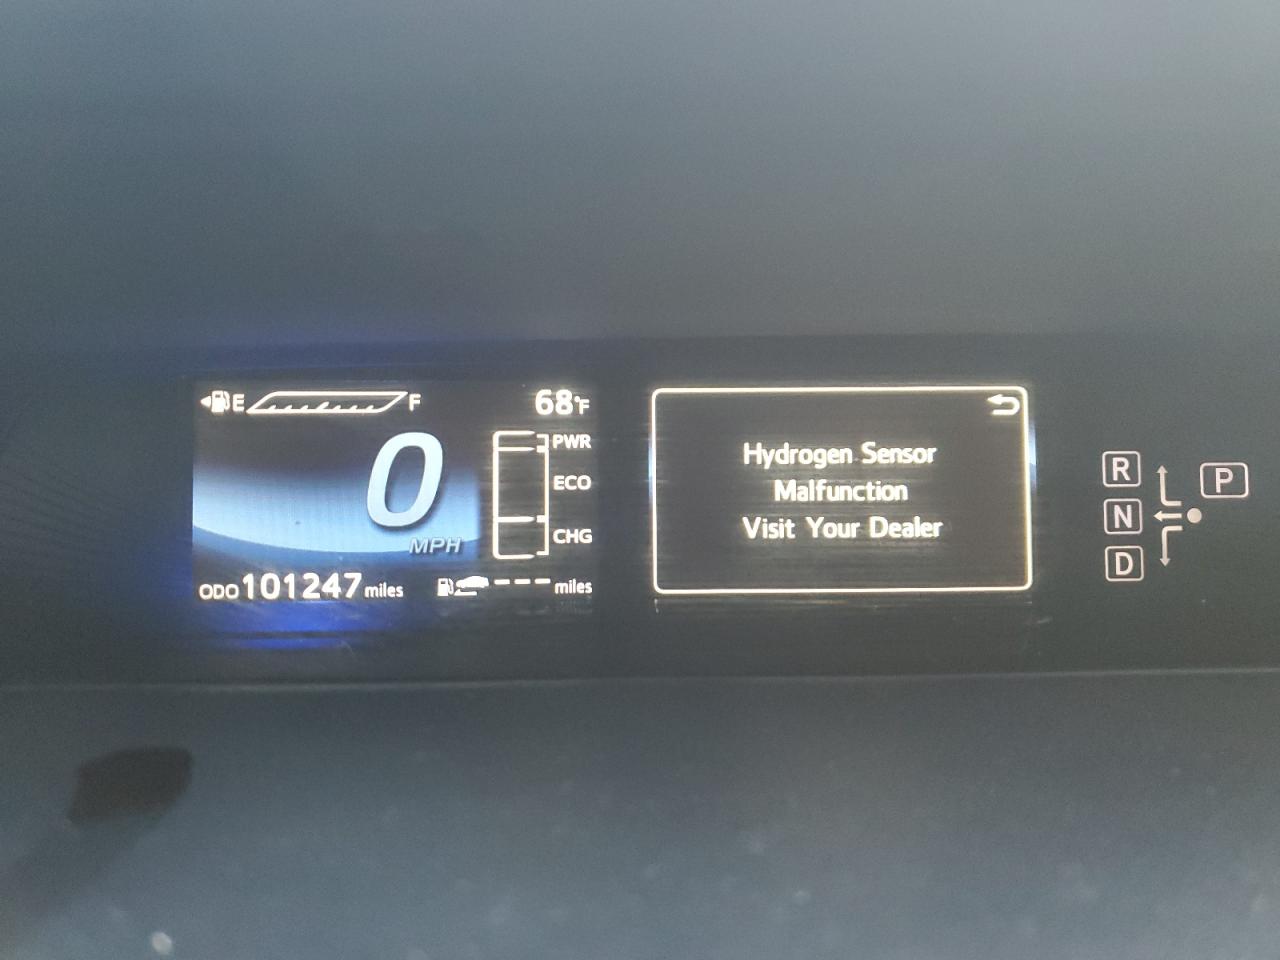 E F 68°F
PWR
0
ECO
MPH
CHG
ODO 101247 miles ---- miles
Hydrogen Sensor
Malfunction
Visit Your Dealer
R
P
N
D